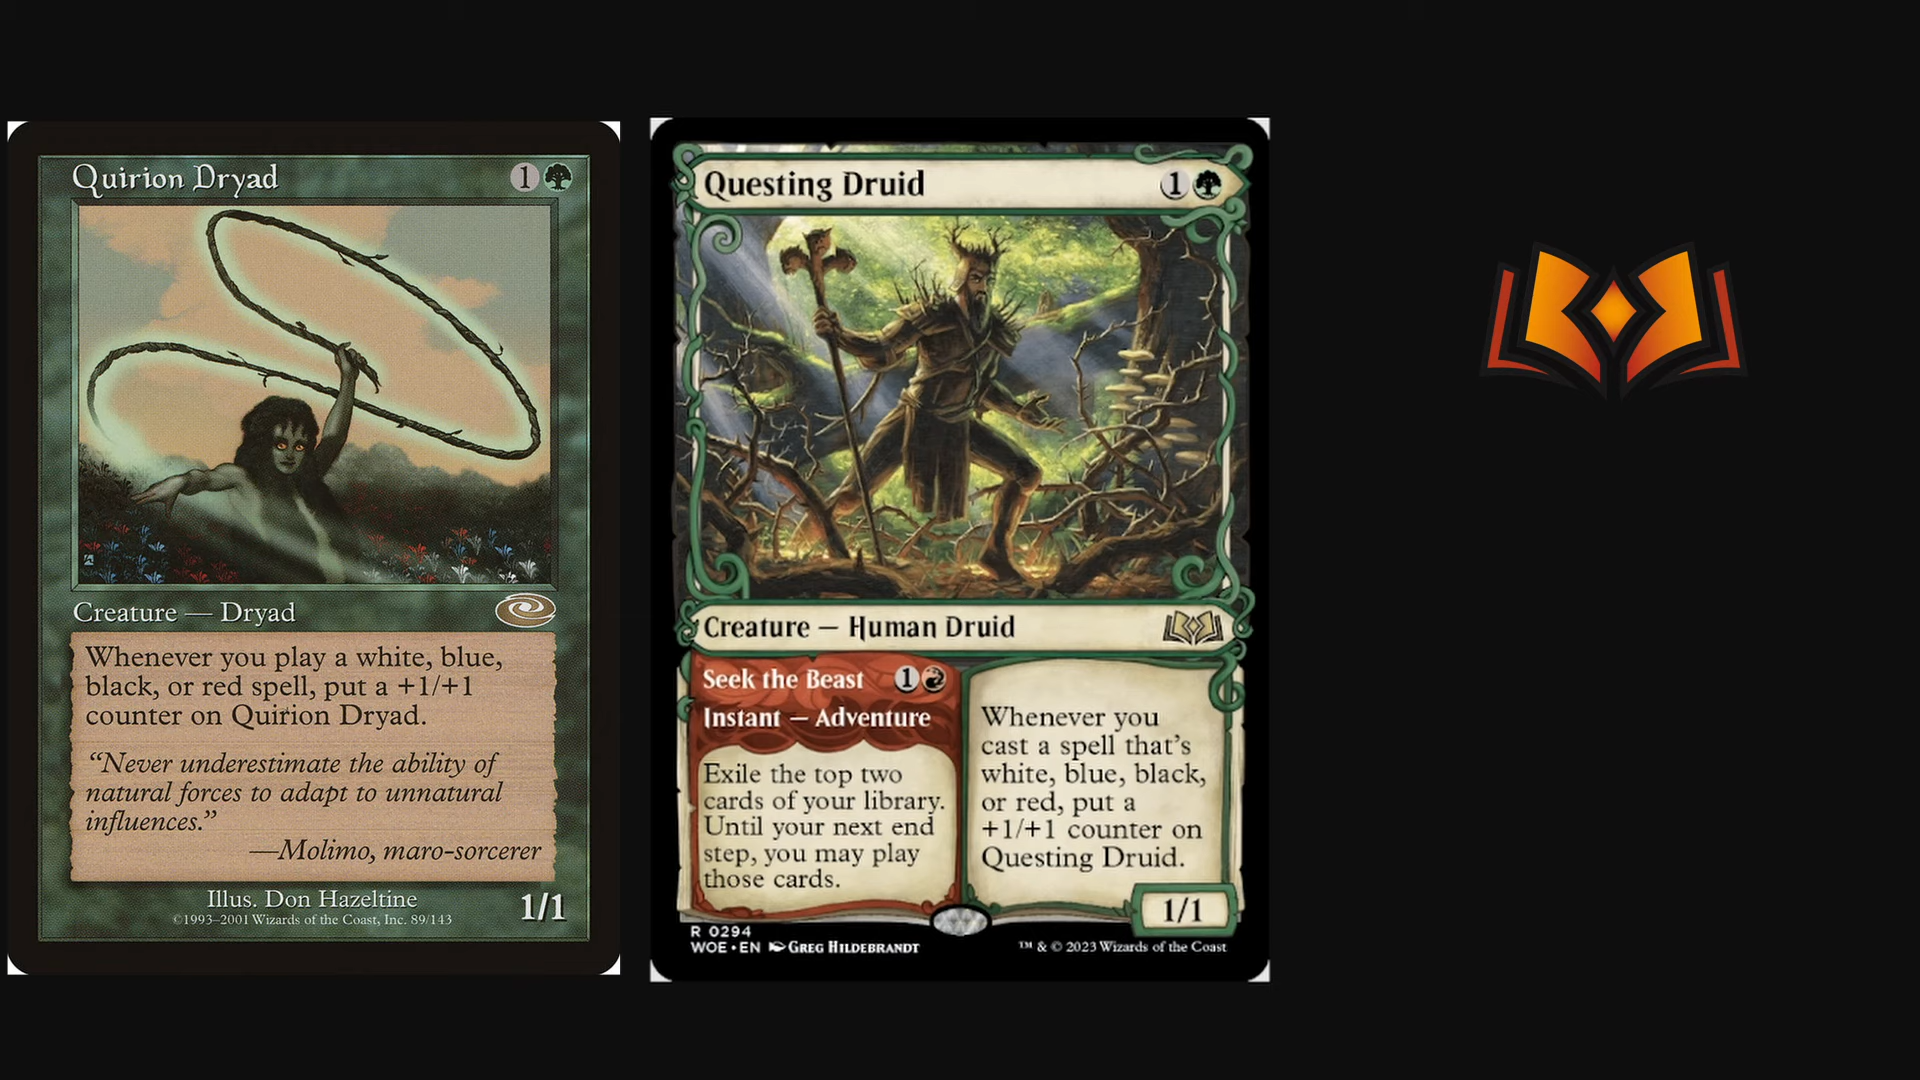 Quirion Dryad 1
Creature — Dryad
Whenever you play a white, blue,
black, or red spell, put a +1/+1
counter on Quirion Dryad.
“Never underestimate the ability of
natural forces to adapt to unnatural
influences.”
—Molimo, maro-sorcerer
Illus. Don Hazeltine
©1993–2001 Wizards of the Coast, Inc. 89/143
1/1
Questing Druid 1
Creature — Human Druid
Seek the Beast 1
Instant — Adventure
Exile the top two
cards of your library.
Until your next end
step, you may play
those cards.
Whenever you
cast a spell that's
white, blue, black,
or red, put a
+1/+1 counter on
Questing Druid.
1/1
R 0294
WOE • EN GREG HILDEBRANDT
™ & © 2023 Wizards of the Coast